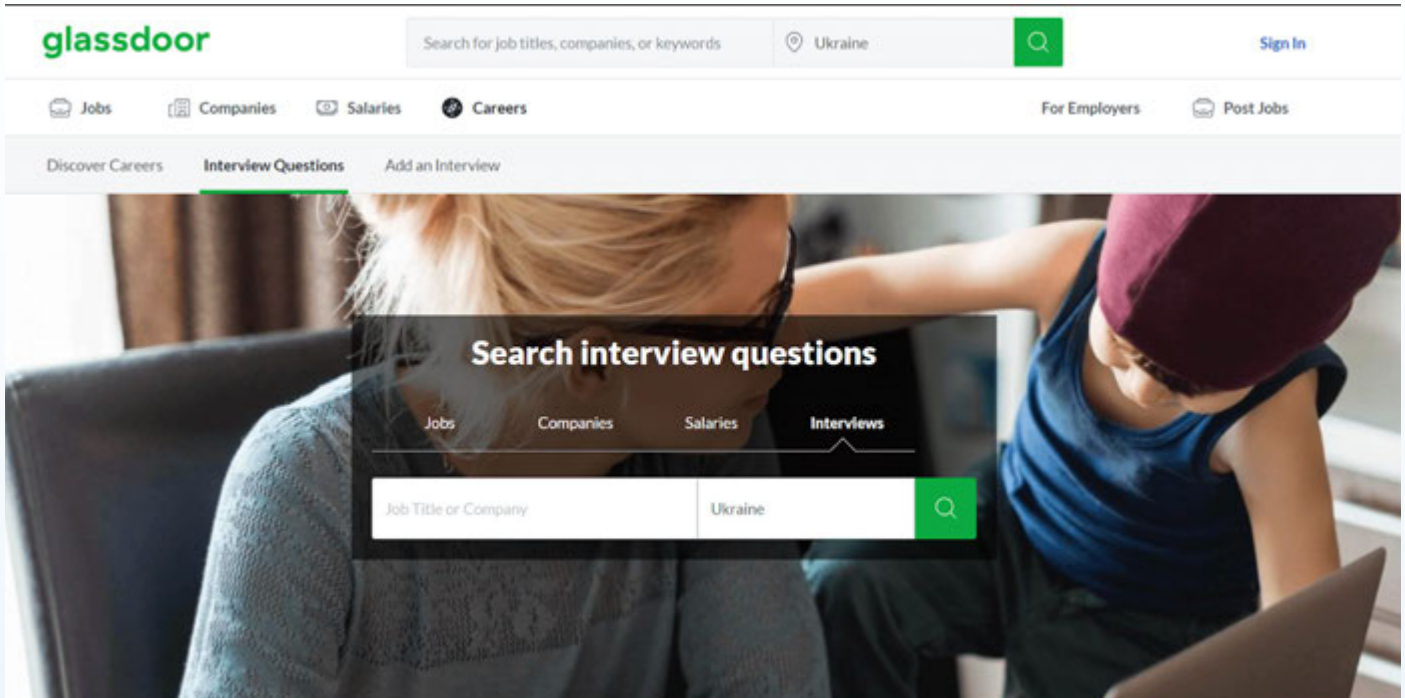 glassdoor
Search for job titles, companies, or keywords
Ukraine
Sign In
Jobs
Companies
Salaries
Careers
For Employers
Post Jobs
Discover Careers
Interview Questions
Add an Interview
Search interview questions
Jobs
Companies
Salaries
Interviews
Job Title or Company
Ukraine